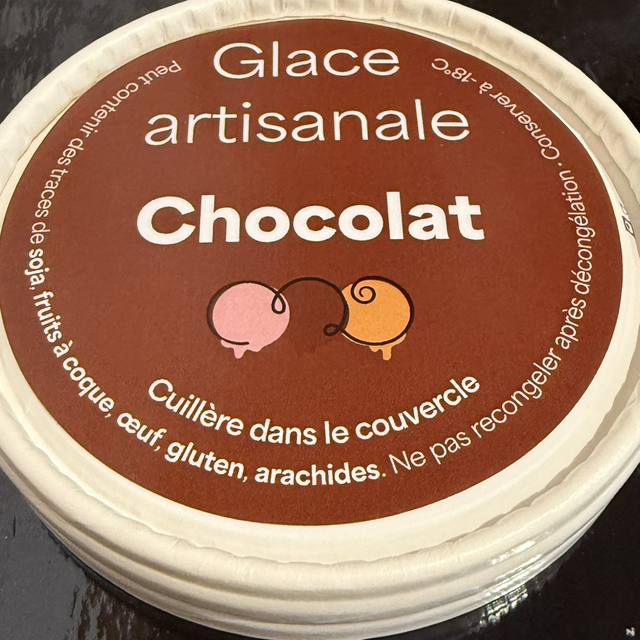 Glace
artisanale
Chocolat
Cuillère dans le couvercle
Peut contenir des traces de soja, fruits à coque, œuf, gluten, arachides. Ne pas recongeler après décongélation · Conserver à -18°C